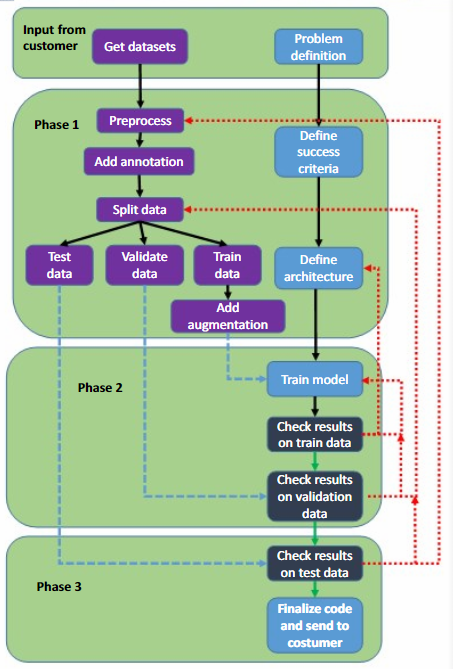 Input from
customer
Get datasets
Problem
definition
Phase 1
Preprocess
Define
success
criteria
Add annotation
Split data
Test
data
Validate
data
Train
data
Define
architecture
Add
augmentation
Phase 2
Train model
Check results
on train data
Check results
on validation
data
Phase 3
Check results
on test data
Finalize code
and send to
costumer